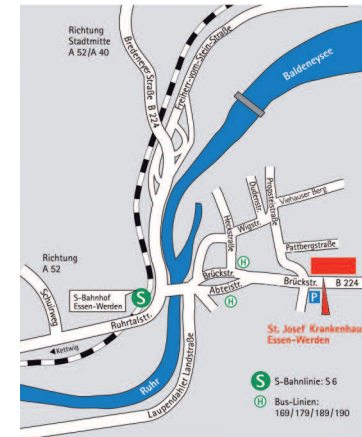 Richtung
Stadtmitte
A 52/A 40
Bredeneyer Straße B 224
Freiherr-vom-Stein-Straße
Baldeneysee
Heckstraße
Wigstr.
Dudenstr.
Propsteistraße
Viehauser Berg
Pattbergstraße
Richtung
A 52
Schuirweg
S-Bahnhof
Essen-Werden
S
Ruhrtalstr.
Kettwig
Brückstr.
H
Abteistr.
H
Brückstr.
B 224
P
St. Josef Krankenhau
Essen-Werden
Ruhr
Laupendahler Landstraße
S S-Bahnlinie: S 6
H Bus-Linien:
169/179/189/190